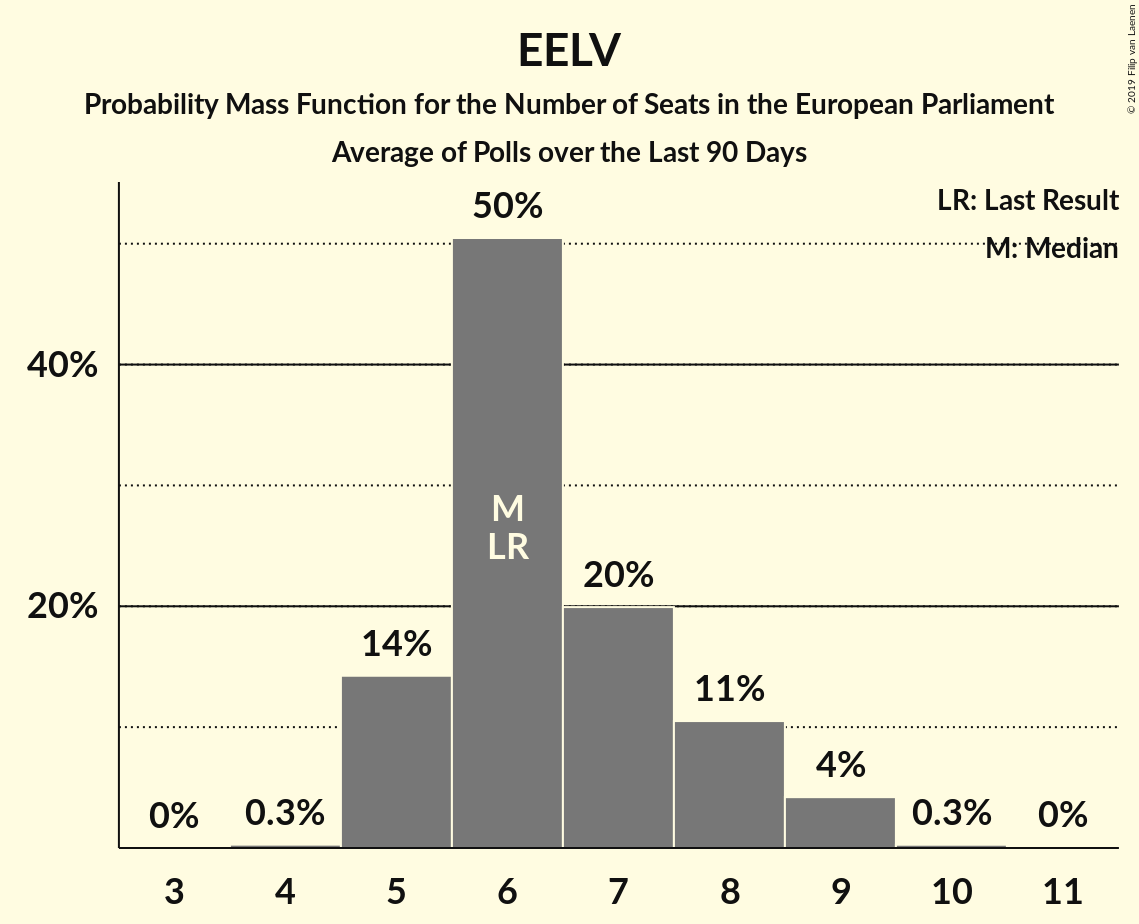 EELV
Probability Mass Function for the Number of Seats in the European Parliament
Average of Polls over the Last 90 Days
© 2019 Filip van Laenen
LR: Last Result
M: Median
50%
40%
M
LR
20%
20%
14%
11%
4%
0%
0.3%
0.3%
0%
3 4 5 6 7 8 9 10 11